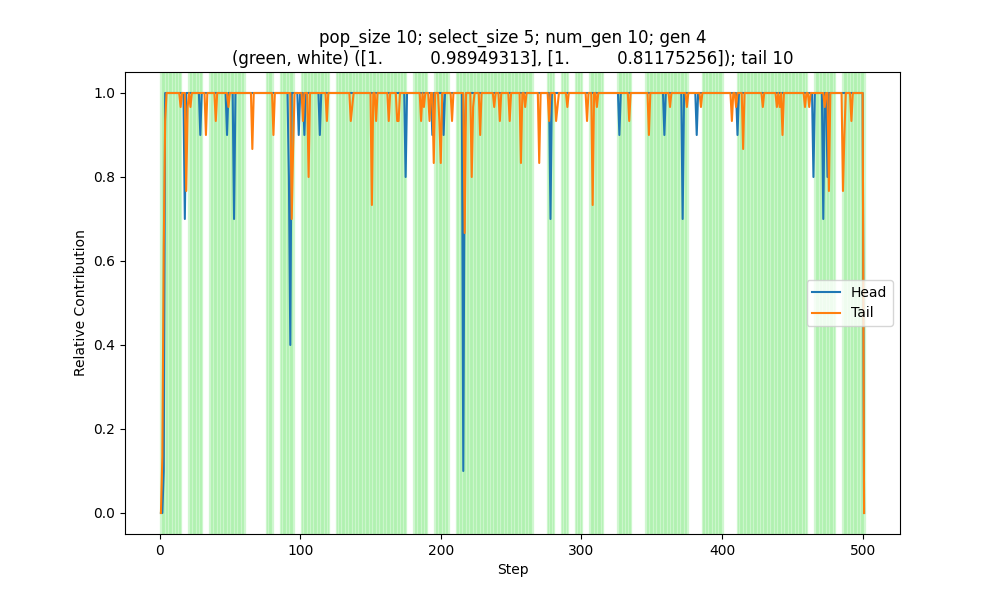 pop_size 10; select_size 5; num_gen 10; gen 4
(green, white) ([1.          0.98949313], [1.          0.81175256]); tail 10
1.0
0.8
0.6
0.4
0.2
0.0
Relative Contribution
Head
Tail
0
100
200
300
400
500
Step